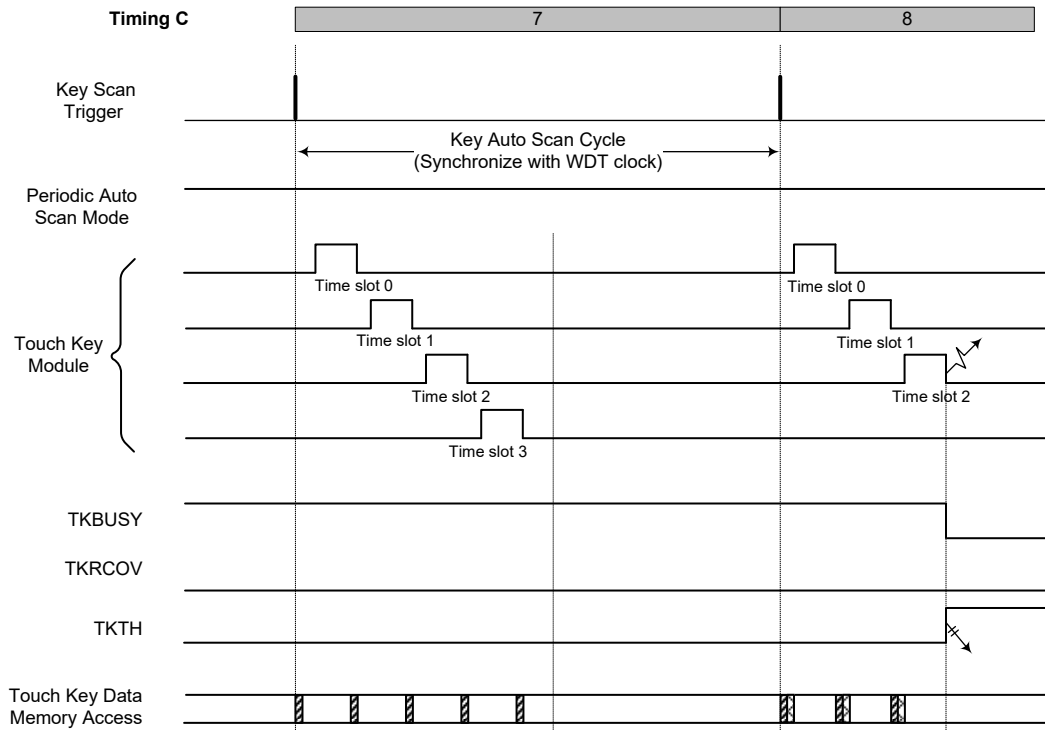 Timing C
7
8
Key Scan
Trigger
Key Auto Scan Cycle
(Synchronize with WDT clock)
Periodic Auto
Scan Mode
Touch Key
Module
Time slot 0
Time slot 0
Time slot 1
Time slot 1
Time slot 2
Time slot 2
Time slot 3
TKBUSY
TKRCOV
TKTH
Touch Key Data
Memory Access